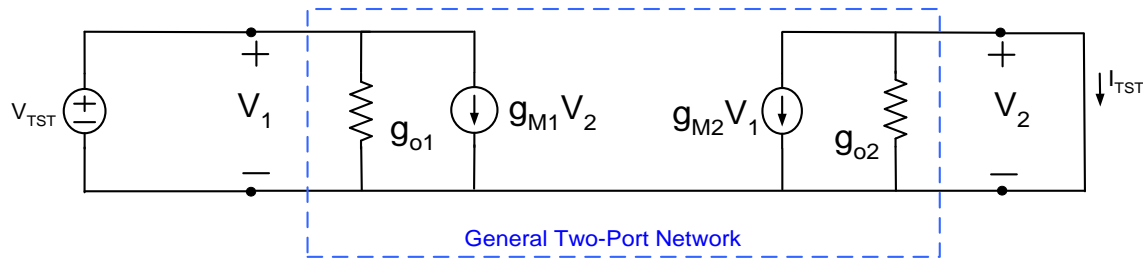 V_TST
+
−
+
V_1
−
g_o1
g_M1V_2
g_M2V_1
g_o2
+
V_2
−
I_TST
General Two-Port Network